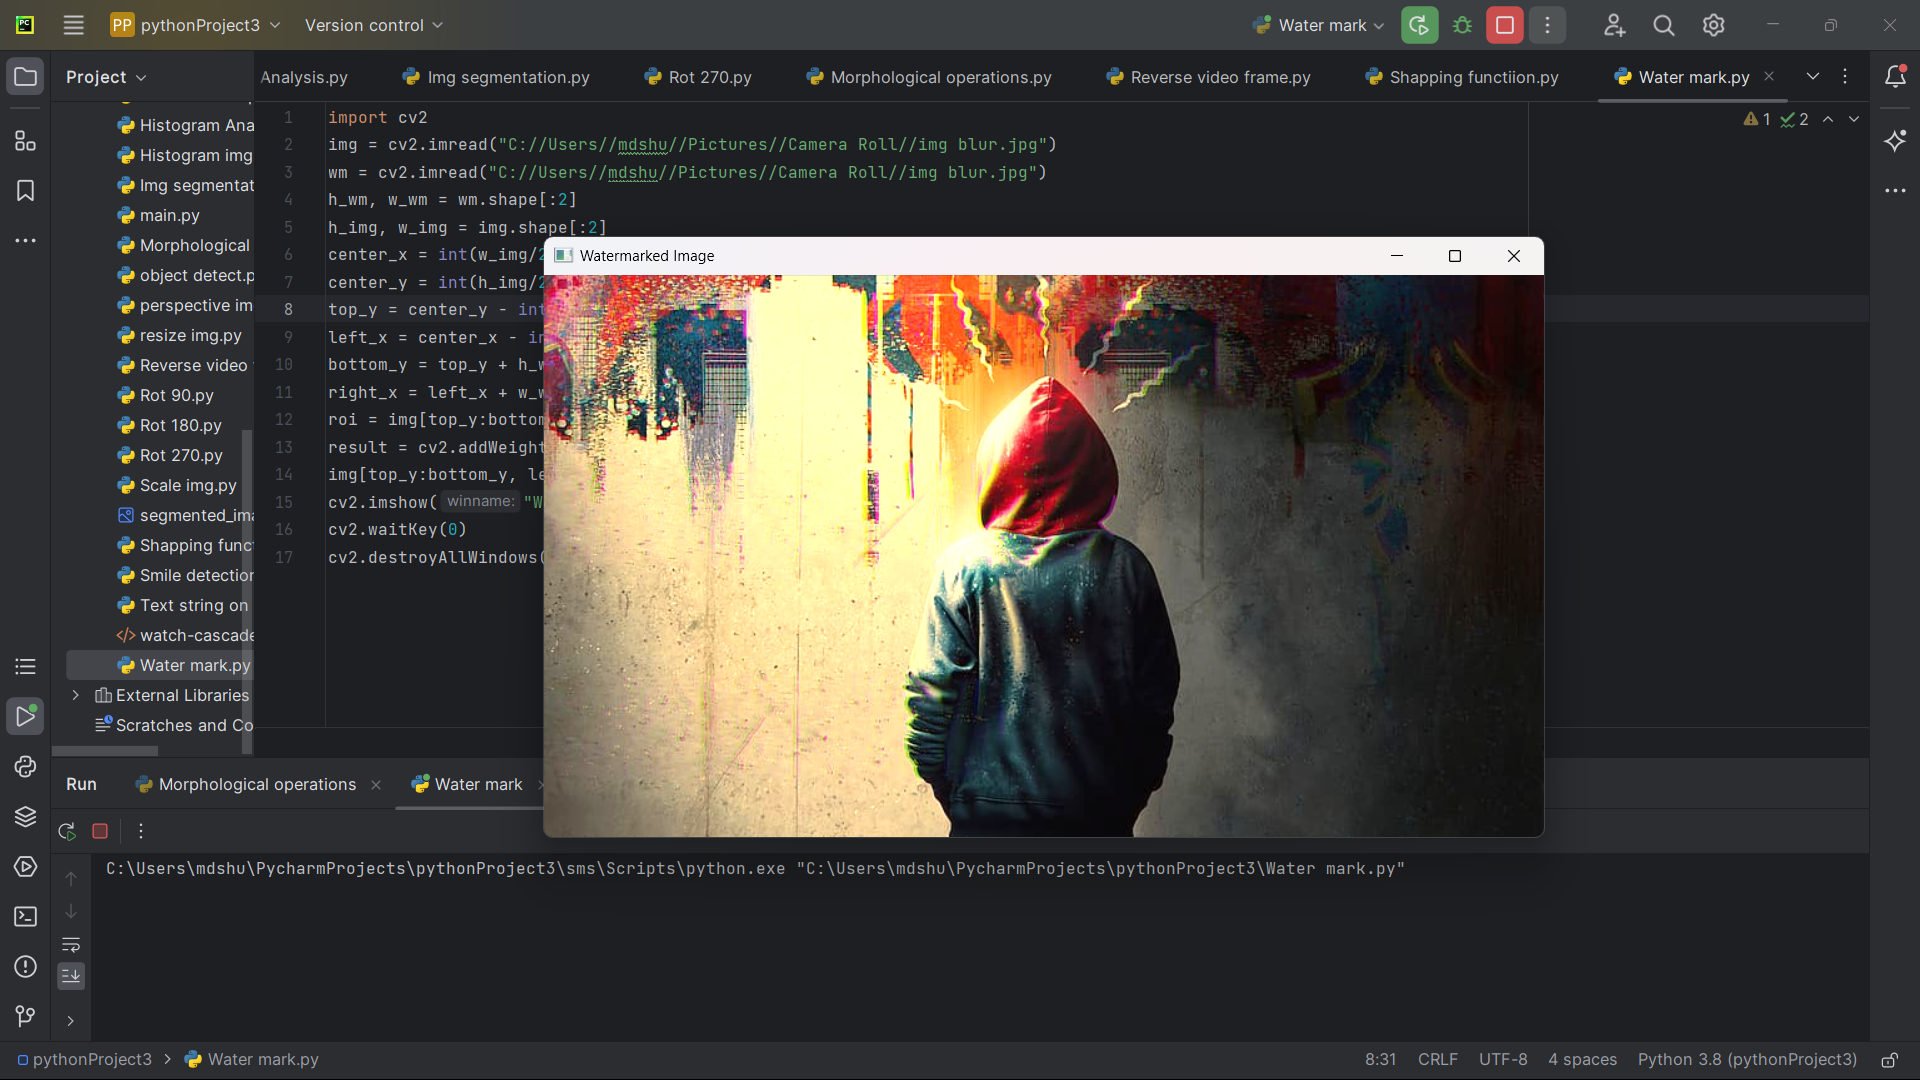 PC
PP pythonProject3 Version control Water mark
Project
Analysis.py Img segmentation.py Rot 270.py Morphological operations.py Reverse video frame.py Shapping functiion.py Water mark.py
1 import cv2
2 img = cv2.imread("C://Users//mdshu//Pictures//Camera Roll//img blur.jpg")
3 wm = cv2.imread("C://Users//mdshu//Pictures//Camera Roll//img blur.jpg")
4 h_wm, w_wm = wm.shape[:2]
5 h_img, w_img = img.shape[:2]
6 center_x = int(w_img/2
7 center_y = int(h_img/2
8 top_y = center_y - int
9 left_x = center_x - in
10 bottom_y = top_y + h_w
11 right_x = left_x + w_w
12 roi = img[top_y:bottom
13 result = cv2.addWeight
14 img[top_y:bottom_y, le
15 cv2.imshow( winname: "W
16 cv2.waitKey(0)
17 cv2.destroyAllWindows(
1 2
Histogram Ana
Histogram img
Img segmentat
main.py
Morphological
object detect.p
perspective im
resize img.py
Reverse video
Rot 90.py
Rot 180.py
Rot 270.py
Scale img.py
segmented_ima
Shapping func
Smile detection
Text string on
watch-cascade
Water mark.py
External Libraries
Scratches and Co
Watermarked Image
Run Morphological operations Water mark
C:\Users\mdshu\PycharmProjects\pythonProject3\sms\Scripts\python.exe "C:\Users\mdshu\PycharmProjects\pythonProject3\Water mark.py"
pythonProject3 > Water mark.py
8:31 CRLF UTF-8 4 spaces Python 3.8 (pythonProject3)